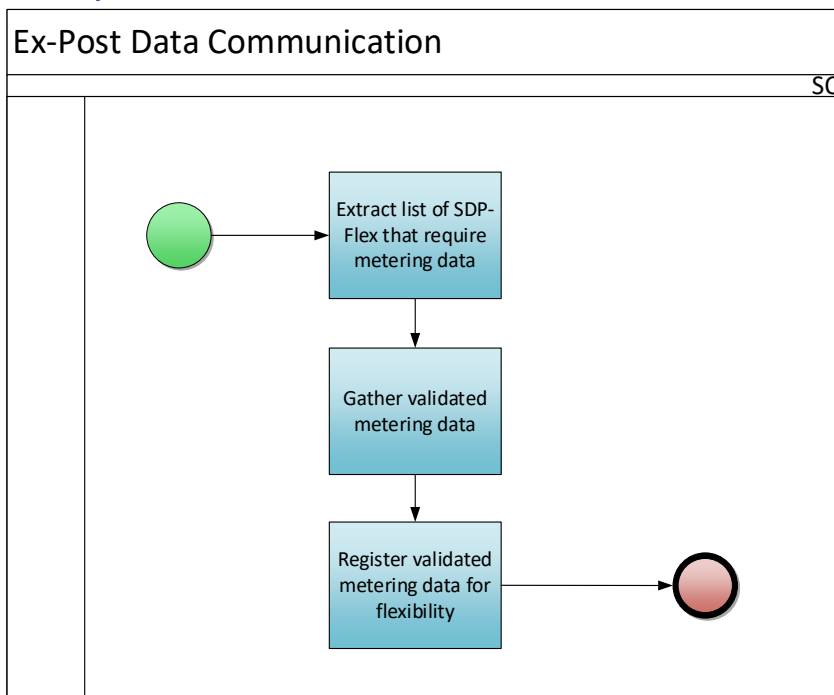 Ex-Post Data Communication
Extract list of SDP-
Flex that require
metering data
Gather validated
metering data
Register validated
metering data for
flexibility